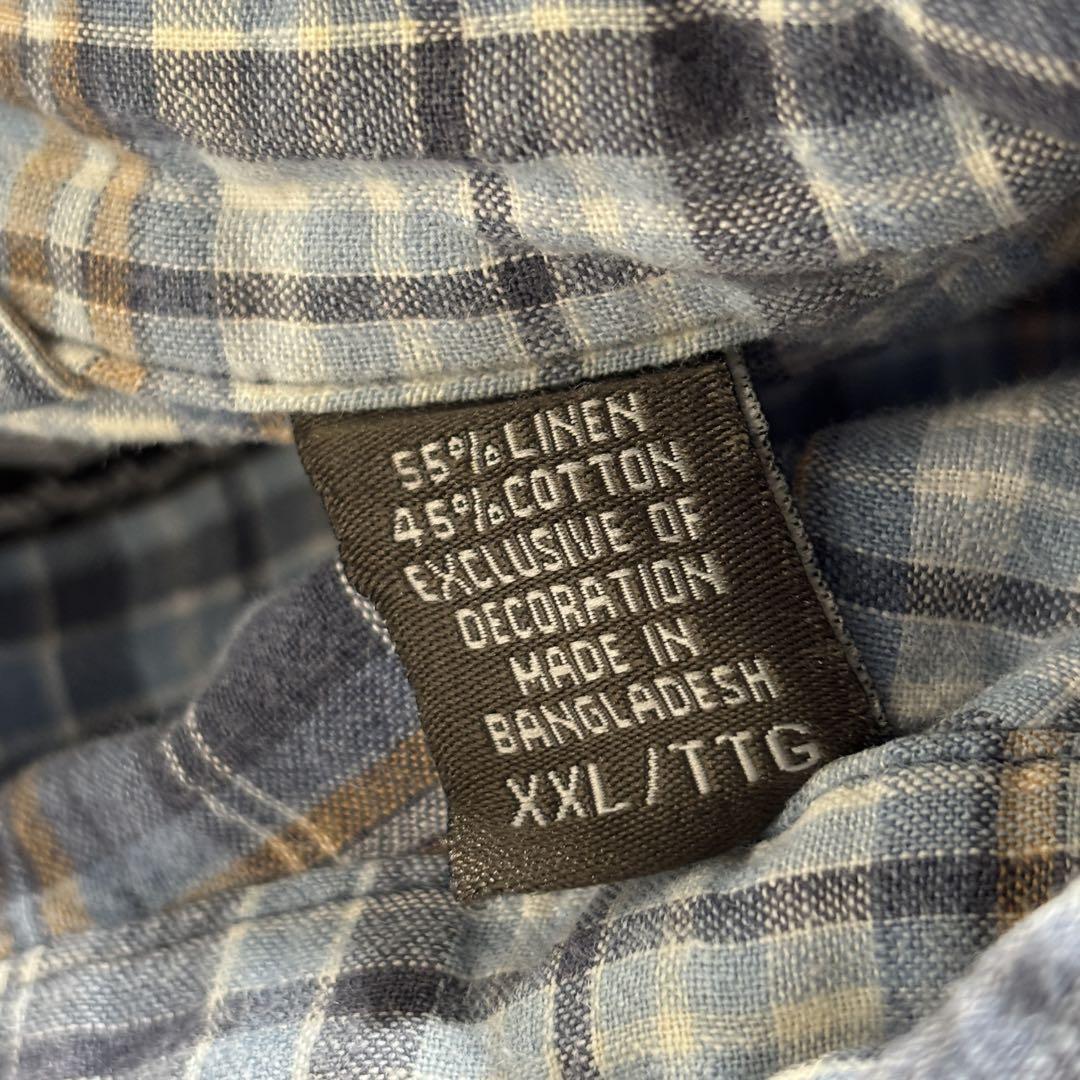 55% LINEN
45% COTTON
EXCLUSIVE OF
DECORATION
MADE IN
BANGLADESH
XXL/TTG